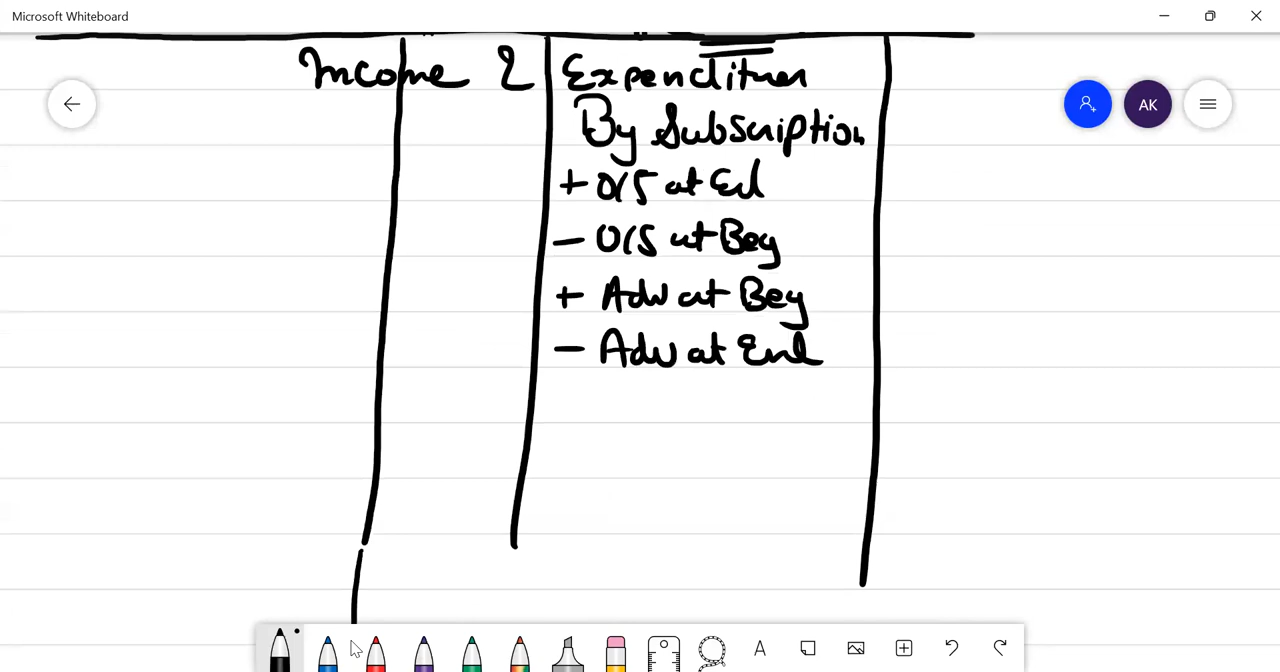 Microsoft Whiteboard
Income & Expenditure
By Subscription
AK
+ O/S at End
- O/S at Beg
+ Adv at Beg
- Adv at End
A